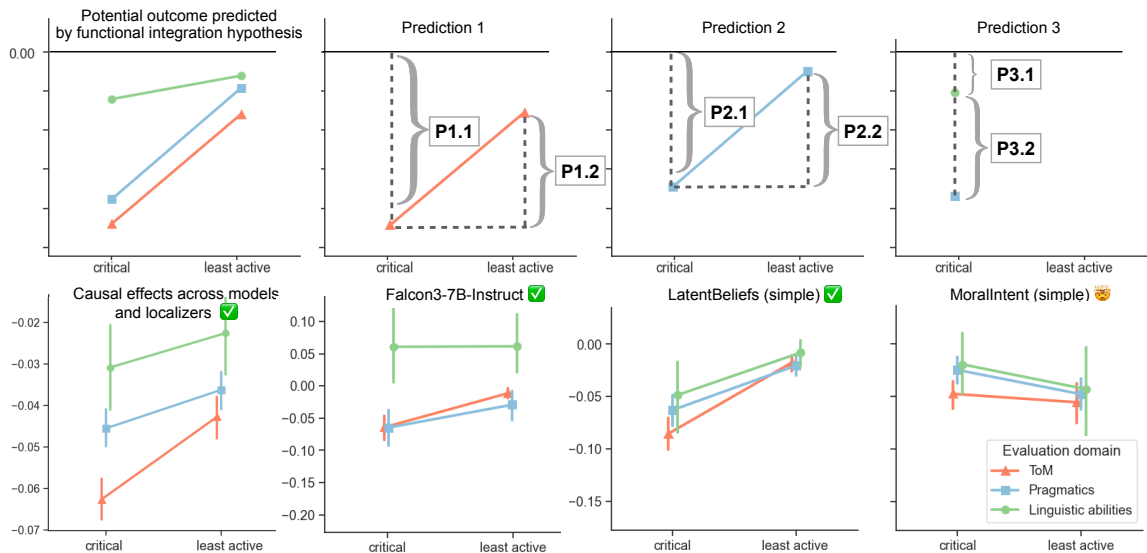 Potential outcome predicted
by functional integration hypothesis
Prediction 1
Prediction 2
Prediction 3
0.00
P1.1
P1.2
P2.1
P2.2
P3.1
P3.2
critical
least active
critical
least active
critical
least active
critical
least active
Causal effects across models
and localizers ✅
−0.02
−0.03
−0.04
−0.05
−0.06
−0.07
critical
least active
Falcon3-7B-Instruct ✅
0.10
0.05
0.00
−0.05
−0.10
−0.15
−0.20
critical
least active
LatentBeliefs (simple) ✅
0.00
−0.05
−0.10
−0.15
critical
least active
MoralIntent (simple) 🤯
Evaluation domain
ToM
Pragmatics
Linguistic abilities
critical
least active